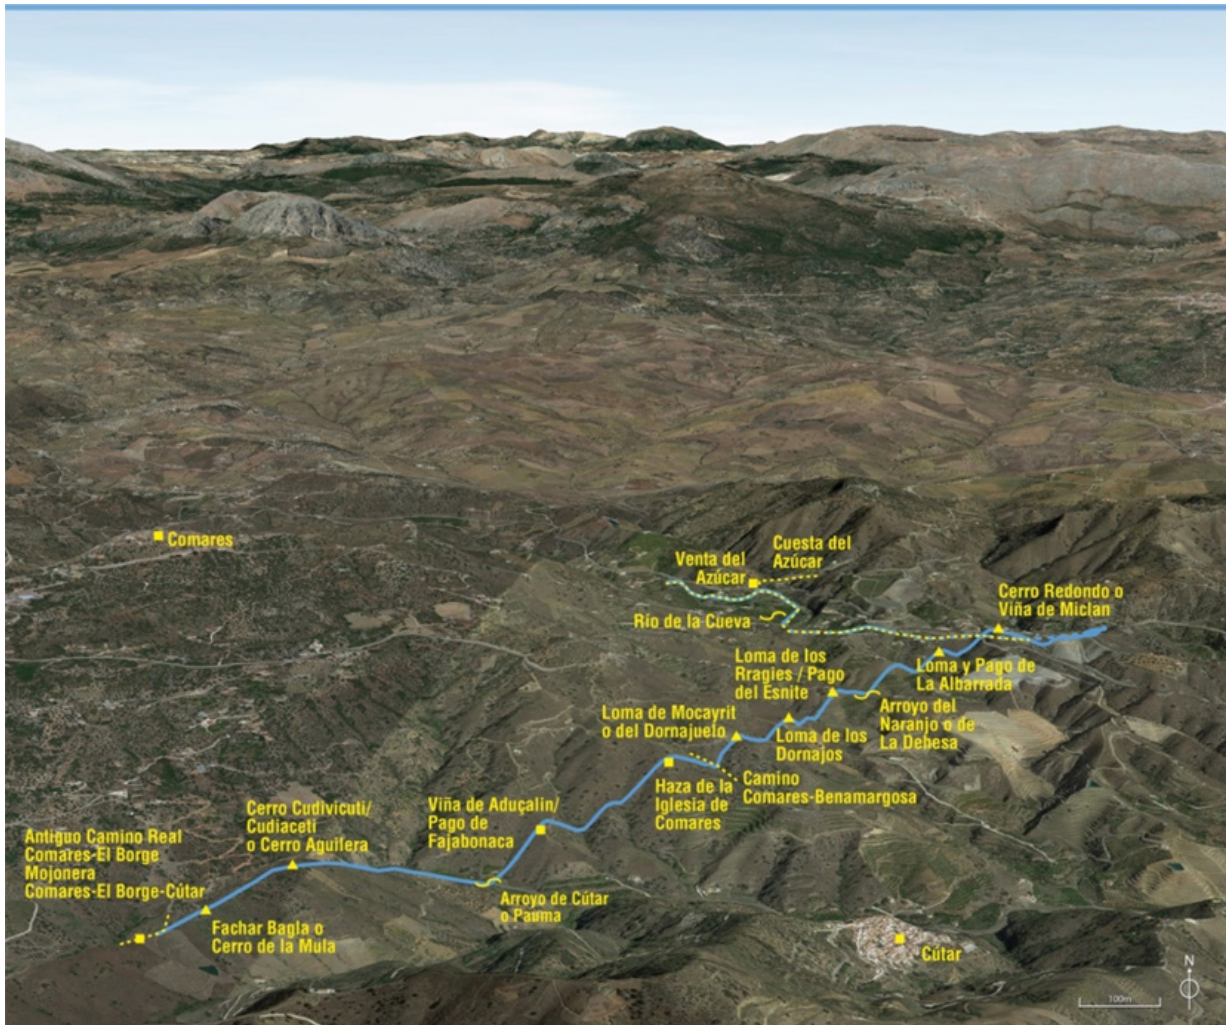 Comares
Venta del
Azúcar
Cuesta del
Azúcar
Río de la Cueva
Cerro Redondo o
Viña de Miclan
Loma de los
Rragies / Pago
del Esnite
Loma y Pago de
La Albarrada
Arroyo del
Naranjo o de
La Dehesa
Loma de Mocayrit
o del Dornajuelo
Loma de los
Dornajos
Camino
Comares-Benamargosa
Haza de la
Iglesia de
Comares
Viña de Aduçalin/
Pago de
Fajabonaca
Cerro Cudivicuti/
Cudiaceti
o Cerro Aguilera
Antiguo Camino Real
Comares-El Borge
Mojonera
Comares-El Borge-Cútar
Arroyo de Cútar
o Pauma
Fachar Bagla o
Cerro de la Mula
Cútar
N
100m